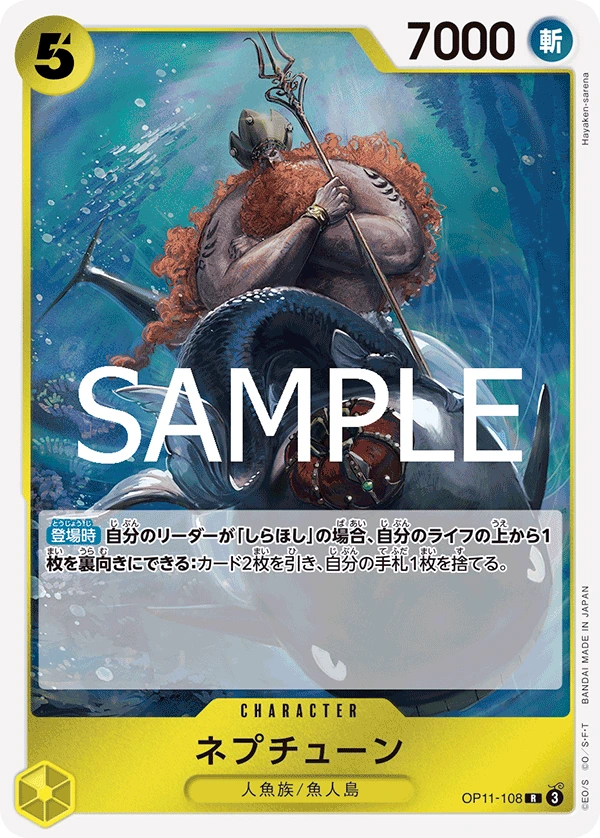 5
7000
斬
Hayaken-sarena
SAMPLE
登場時 自分のリーダーが「しらほし」の場合、自分のライフの上から1
枚を裏向きにできる:カード2枚を引き、自分の手札1枚を捨てる。
CHARACTER
ネプチューン
人魚族/魚人島
OP11-108 R 3
©E.O/S ©O/S・F・T BANDAI MADE IN JAPAN